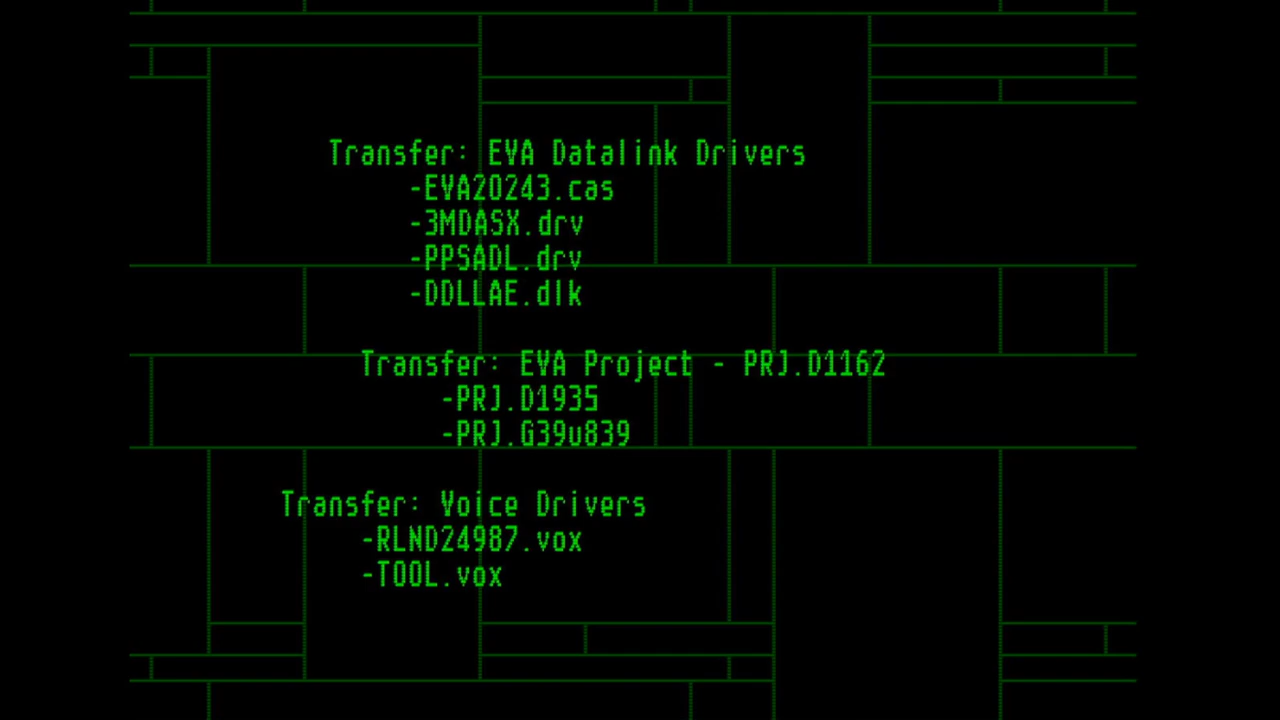 Transfer: EVA Datalink Drivers
-EVA20243.cas
-3MDASX.drv
-PPSADL.drv
-DDLLAE.dlk
Transfer: EVA Project - PRJ.D1162
-PRJ.D1935
-PRJ.G39u839
Transfer: Voice Drivers
-RLND24987.vox
-TOOL.vox